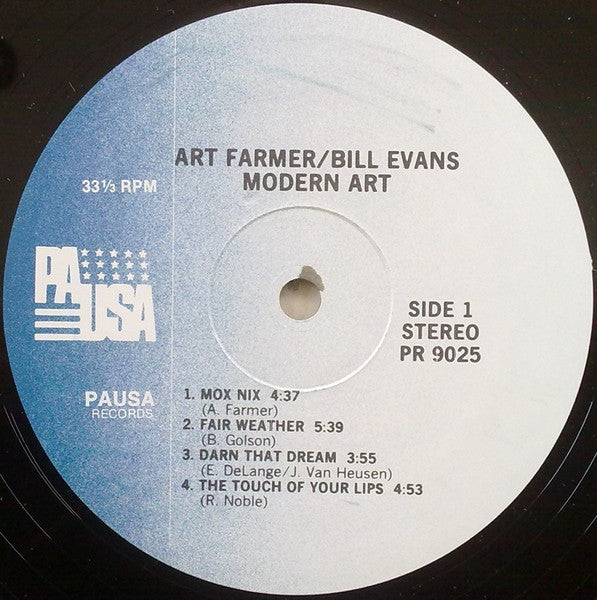 ART FARMER/BILL EVANS
MODERN ART
33⅓ RPM
PA
USA
PAUSA
RECORDS
SIDE 1
STEREO
PR 9025
1. MOX NIX 4:37
(A. Farmer)
2. FAIR WEATHER 5:39
(B. Golson)
3. DARN THAT DREAM 3:55
(E. DeLange/J. Van Heusen)
4. THE TOUCH OF YOUR LIPS 4:53
(R. Noble)